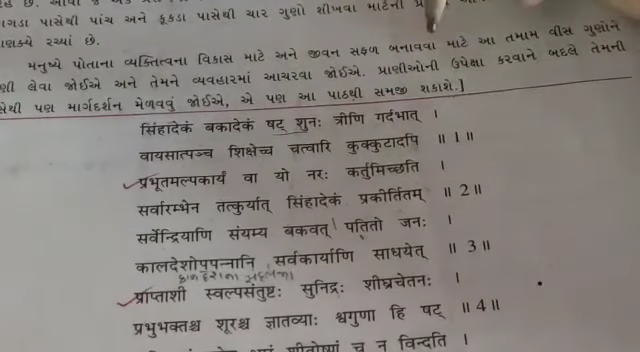 પાસેથી પાંચ અને કૂકડા પાસેથી ચાર ગુણો શીખવા માટેની
રચ્યાં છે.
મનુષ્યે પોતાના વ્યક્તિત્વના વિકાસ માટે અને જીવન સફળ બનાવવા માટે આ તમામ વીસ ગુણોને
લેવા જોઈએ અને તેમને વ્યવહારમાં આચરવા જોઈએ. પ્રાણીઓની ઉપેક્ષા કરવાને બદલે તેમની
પણ માર્ગદર્શન મેળવવું જોઈએ, એ પણ આ પાઠથી સમજી શકાશે.]
सिंहादेकं बकादेकं षट् शुनः त्रीणि गर्दभात् ।
वायसात्पञ्च शिक्षेच्च चत्वारि कुक्कुटादपि ॥ 1 ॥
प्रभूतमल्पकार्यं वा यो नरः कर्तुमिच्छति ।
सर्वारम्भेन तत्कुर्यात् सिंहादेकं प्रकीर्तितम् ॥ 2 ॥
सर्वेन्द्रियाणि संयम्य बकवत् पतितो जनः ।
कालदेशोपपन्नानि सर्वकार्याणि साधयेत् ॥ 3 ॥
प्राप्ताशी स्वल्पसंतुष्टः सुनिद्रः शीघ्रचेतनः ।
प्रभुभक्तश्च शूरश्च ज्ञातव्याः श्वगुणा हि षट् ॥ 4 ॥
शीतोष्णं च न विन्दति ।